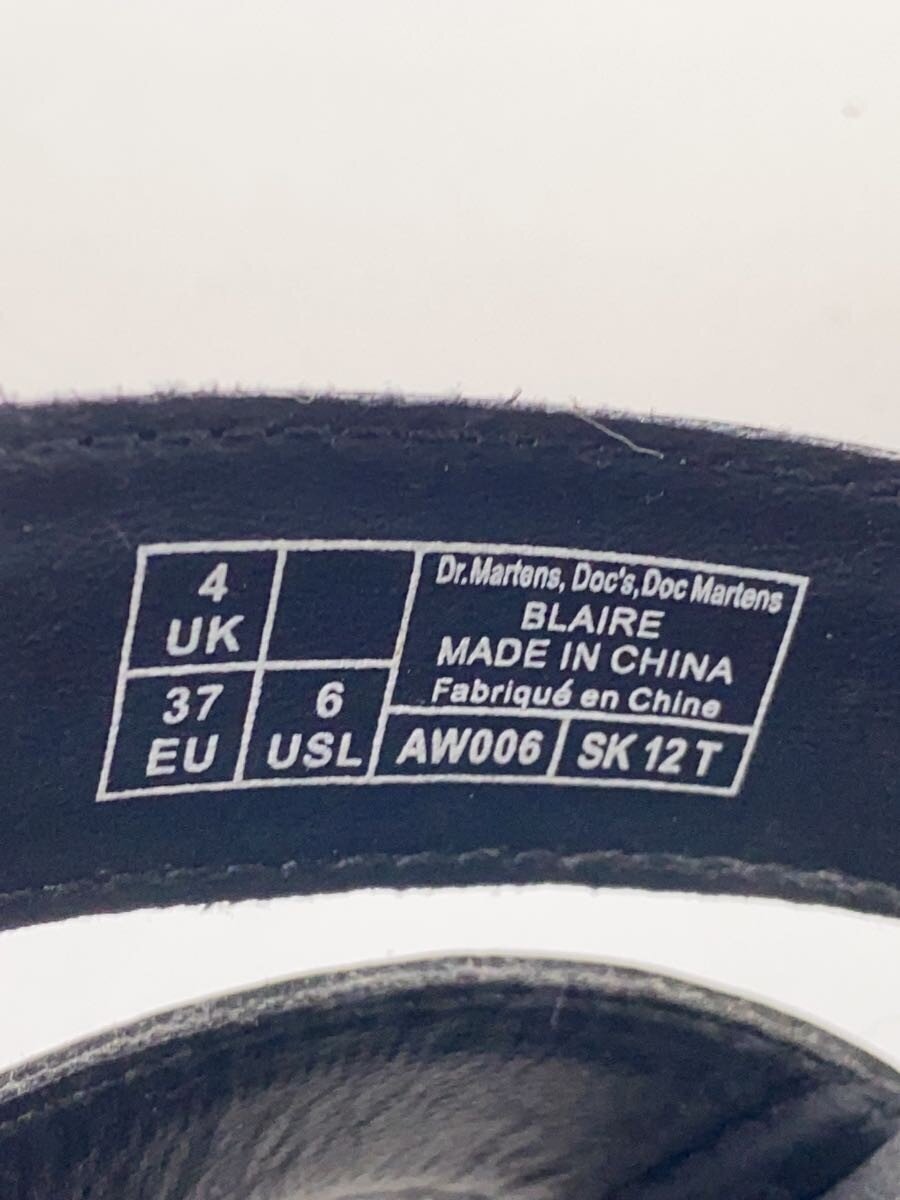 4
UK
37
EU
6
USL
Dr.Martens, Doc's, Doc Martens
BLAIRE
MADE IN CHINA
Fabriqué en Chine
AW006
SK 12 T